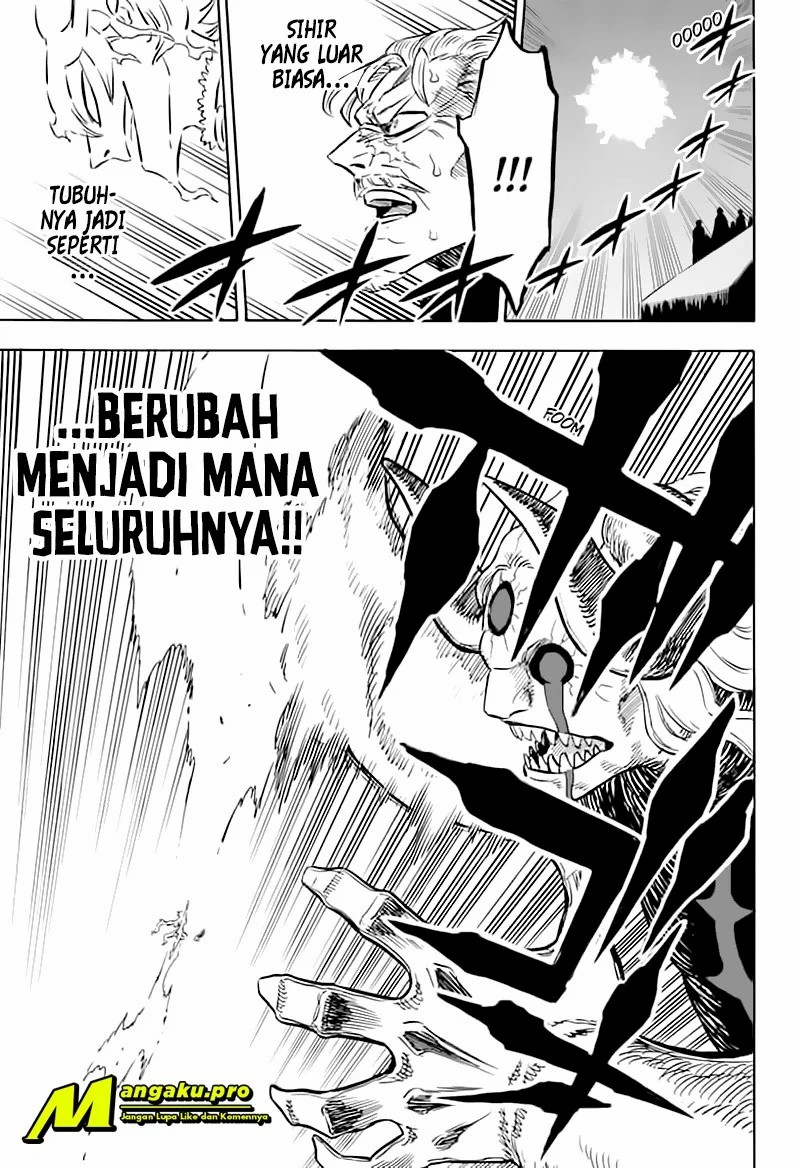 OOOOO
!!!
SIHIR
YANG LUAR
BIASA...
TUBUH-
NYA JADI
SEPERTI
...
FOOM
...BERUBAH
MENJADI MANA
SELURUHNYA!!
Mangaku.pro
Jangan Lupa Like dan Komennya